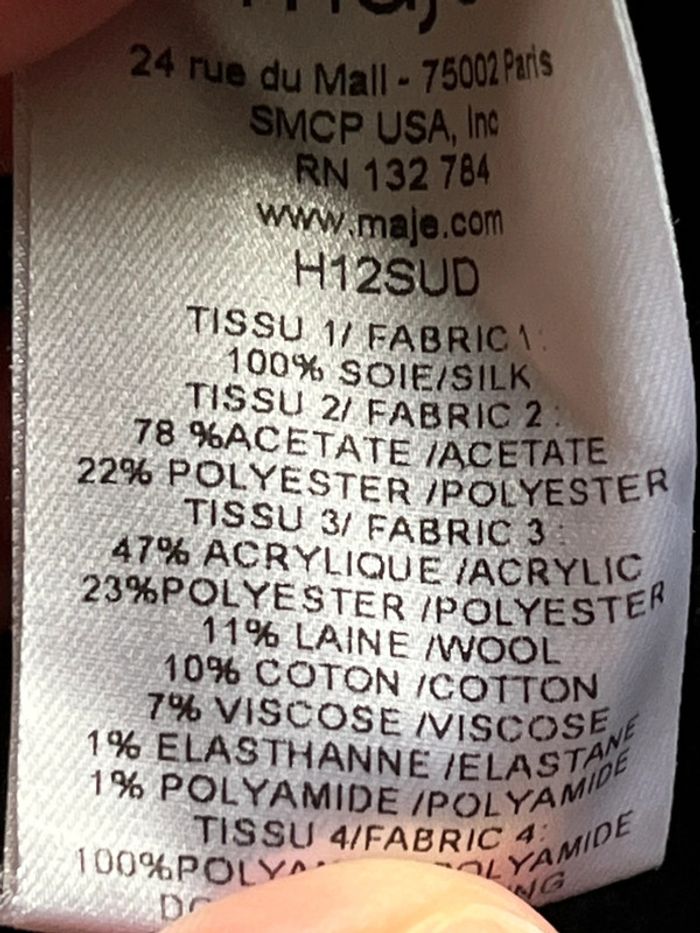 maje
24 rue du Mail - 75002 Paris
SMCP USA, Inc
RN 132 784
www.maje.com
H12SUD
TISSU 1/ FABRIC 1:
100% SOIE/SILK
TISSU 2/ FABRIC 2 :
78 %ACETATE /ACETATE
22% POLYESTER /POLYESTER
TISSU 3/ FABRIC 3 :
47% ACRYLIQUE /ACRYLIC
23%POLYESTER /POLYESTER
11% LAINE /WOOL
10% COTON /COTTON
7% VISCOSE /VISCOSE
1% ELASTHANNE /ELASTANE
1% POLYAMIDE /POLYAMIDE
TISSU 4/FABRIC 4: